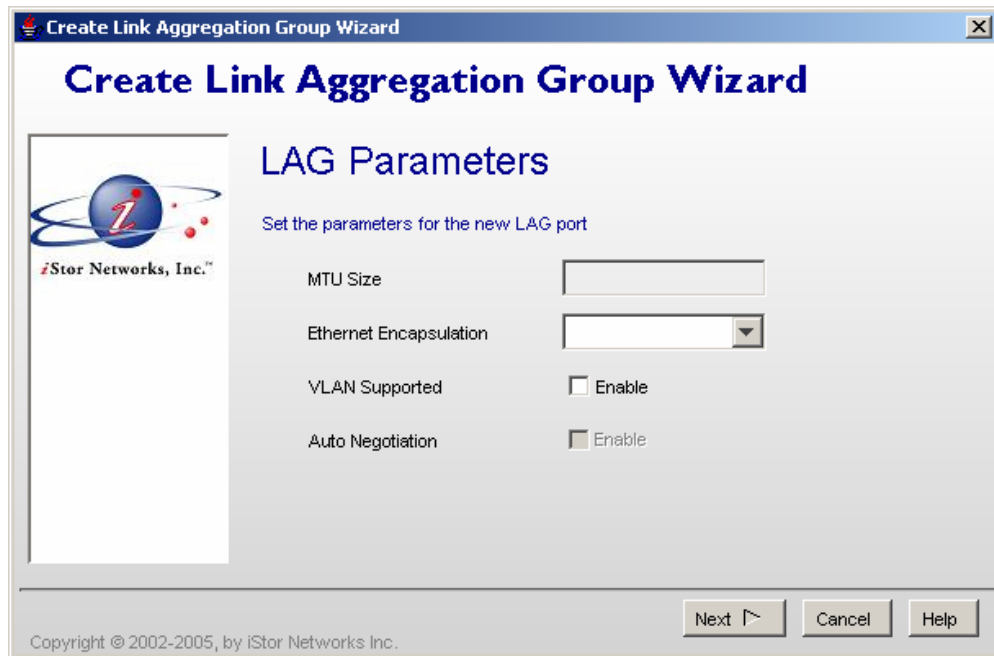 Create Link Aggregation Group Wizard
Create Link Aggregation Group Wizard
iStor Networks, Inc.™
LAG Parameters
Set the parameters for the new LAG port
MTU Size
Ethernet Encapsulation
VLAN Supported Enable
Auto Negotiation Enable
Next Cancel Help
Copyright © 2002-2005, by iStor Networks Inc.